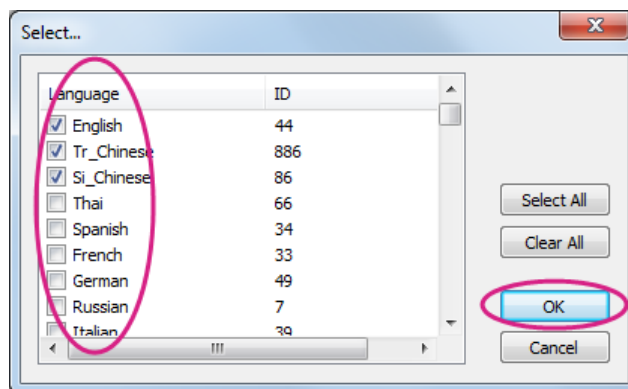 Select...
Language ID
English 44
Tr_Chinese 886
Si_Chinese 86
Thai 66
Spanish 34
French 33
German 49
Russian 7
Italian 39
Select All
Clear All
OK
Cancel